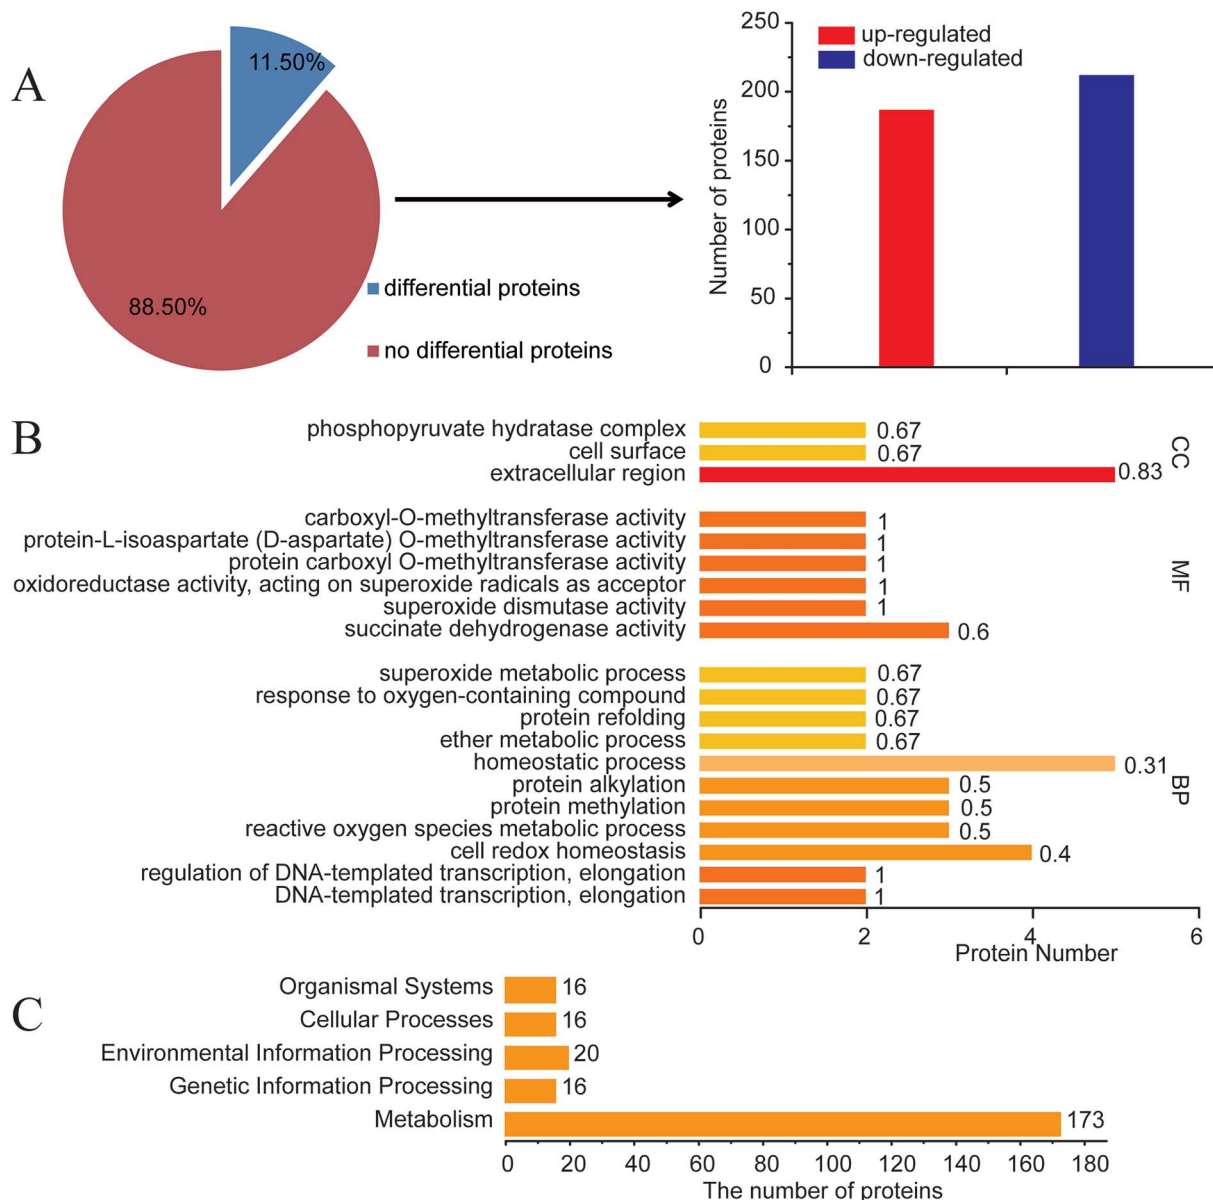 A
11.50%
88.50%
differential proteins
no differential proteins
250
200
150
100
50
0
Number of proteins
up-regulated
down-regulated
B
phosphopyruvate hydratase complex 0.67
cell surface 0.67
extracellular region 0.83
CC
carboxyl-O-methyltransferase activity 1
protein-L-isoaspartate (D-aspartate) O-methyltransferase activity 1
protein carboxyl O-methyltransferase activity 1
oxidoreductase activity, acting on superoxide radicals as acceptor 1
superoxide dismutase activity 1
succinate dehydrogenase activity 0.6
MF
superoxide metabolic process 0.67
response to oxygen-containing compound 0.67
protein refolding 0.67
ether metabolic process 0.67
homeostatic process 0.31
protein alkylation 0.5
protein methylation 0.5
reactive oxygen species metabolic process 0.5
cell redox homeostasis 0.4
regulation of DNA-templated transcription, elongation 1
DNA-templated transcription, elongation 1
BP
0 2 4 6
Protein Number
C
Organismal Systems 16
Cellular Processes 16
Environmental Information Processing 20
Genetic Information Processing 16
Metabolism 173
0 20 40 60 80 100 120 140 160 180
The number of proteins